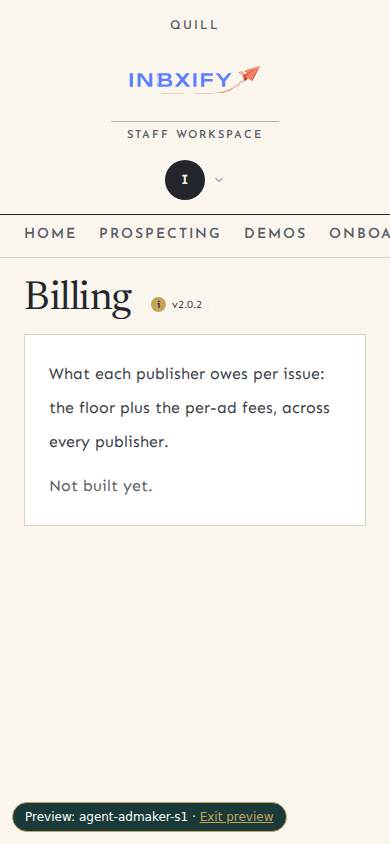 QUILL
INBXIFY
STAFF WORKSPACE
I
HOME PROSPECTING DEMOS ONBOA
Billing i v2.0.2
What each publisher owes per issue:
the floor plus the per-ad fees, across
every publisher.
Not built yet.
Preview: agent-admaker-s1 · Exit preview